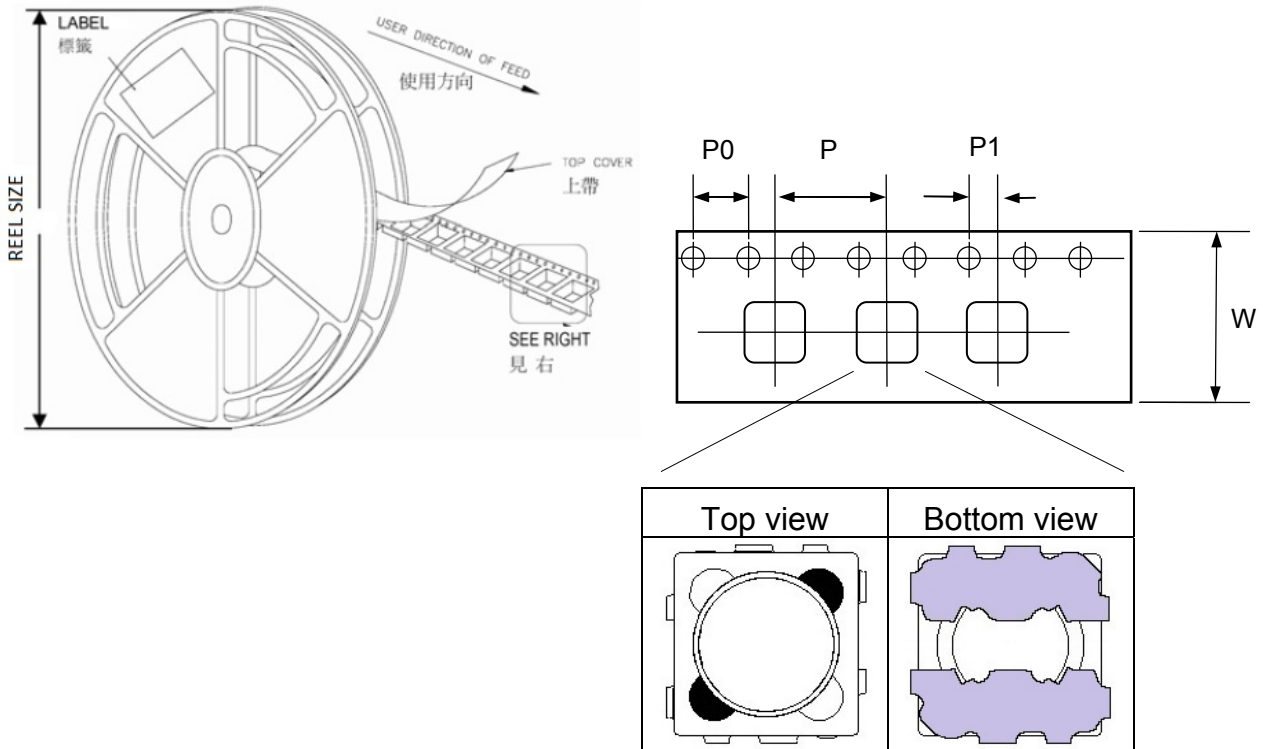 LABEL
標籤
USER DIRECTION OF FEED
使用方向
TOP COVER
上帶
REEL SIZE
SEE RIGHT
見右
P0
P
P1
W
Top view
Bottom view